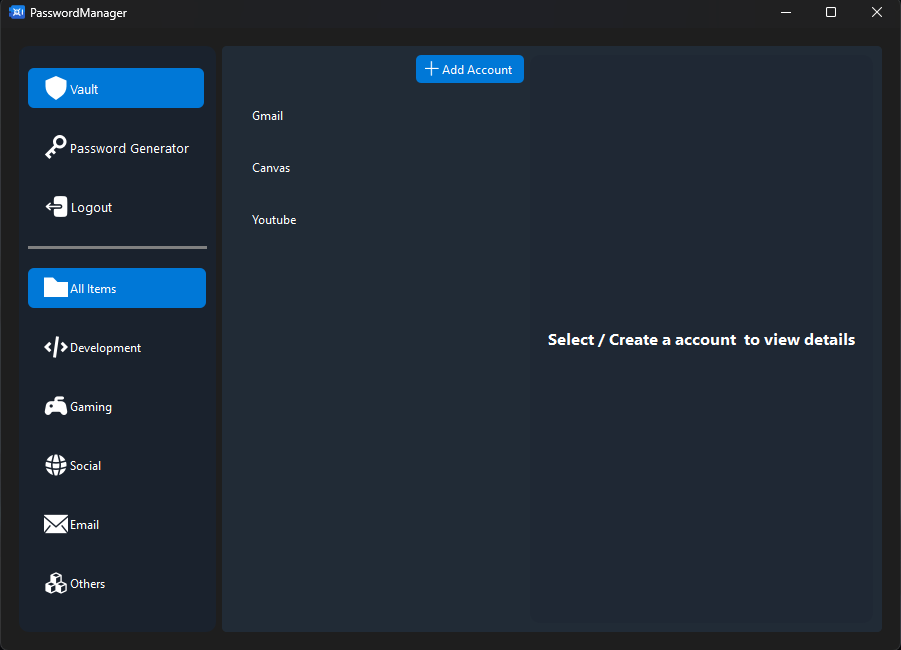 PasswordManager
Vault
Password Generator
Logout
All Items
Development
Gaming
Social
Email
Others
Add Account
Gmail
Canvas
Youtube
Select / Create a account  to view details